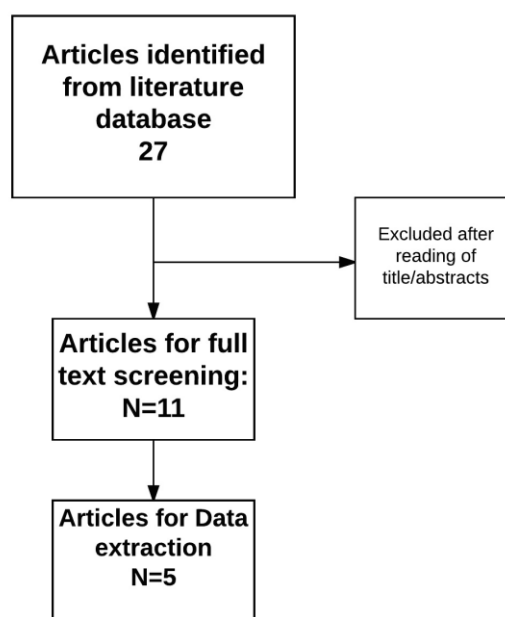 Articles identified
from literature
database
27
Excluded after
reading of
title/abstracts
Articles for full
text screening:
N=11
Articles for Data
extraction
N=5